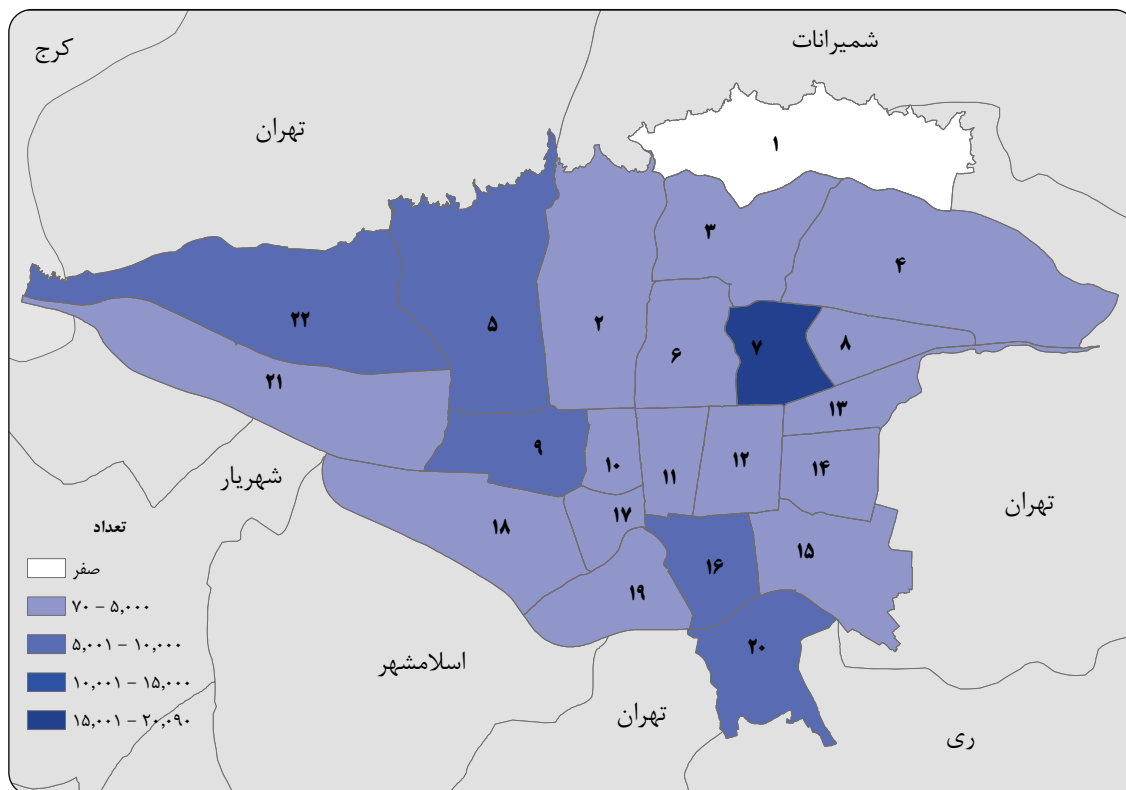 کرج
شمیرانات
تهران
۱
۳
۴
۲۲
۵
۲
۶
۷
۸
۲۱
۱۳
۹
۱۰
۱۱
۱۲
۱۴
شهریار
تهران
۱۸
۱۷
۱۵
۱۶
۱۹
۲۰
اسلامشهر
تهران
ری
تعداد
صفر
۷۰ – ۵,۰۰۰
۵,۰۰۱ – ۱۰,۰۰۰
۱۰,۰۰۱ – ۱۵,۰۰۰
۱۵,۰۰۱ – ۲۰,۰۹۰